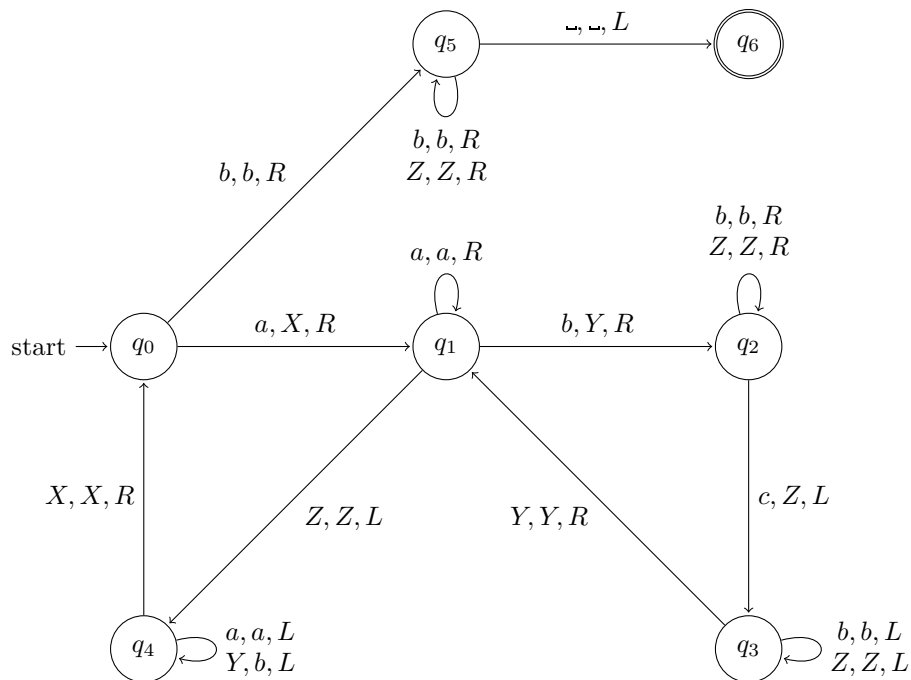 q₅
␣, ␣, L
q₆
b, b, R
Z, Z, R
b, b, R
b, b, R
Z, Z, R
a, a, R
start
q₀
a, X, R
q₁
b, Y, R
q₂
X, X, R
Z, Z, L
Y, Y, R
c, Z, L
q₄
a, a, L
Y, b, L
q₃
b, b, L
Z, Z, L